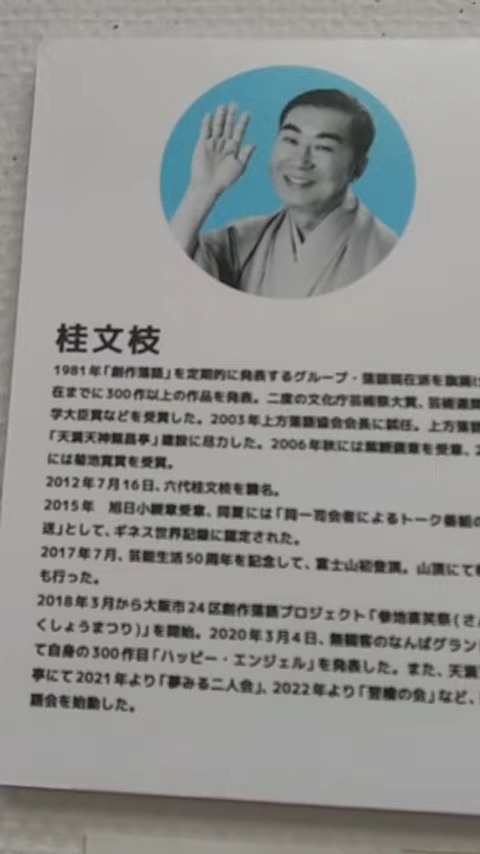 桂文枝
1981年「創作落語」を定期的に発表するグループ・落語現在派を旗揚げ
在までに300作以上の作品を発表。二度の文化庁芸術祭大賞、芸術選奨
学大臣賞などを受賞した。2003年上方落語協会会長に就任。上方落語
「天満天神繁昌亭」建設に尽力した。2006年秋には紫綬褒章を受章、2
には菊池寛賞を受賞。
2012年7月16日、六代桂文枝を襲名。
2015年 旭日小綬章受章、同夏には「同一司会者によるトーク番組の
送」として、ギネス世界記録に認定された。
2017年7月、芸能生活50周年を記念して、富士山初登頂。山頂にて
も行った。
2018年3月から大阪市24区創作落語プロジェクト「参地直笑祭(さん
くしょうまつり)」を開始。2020年3月4日、無観客のなんばグラン
て自身の300作目「ハッピー・エンジェル」を発表した。また、天満
亭にて2021年より「夢みる二人会」、2022年より「翌檜の会」など、
語会を始動した。